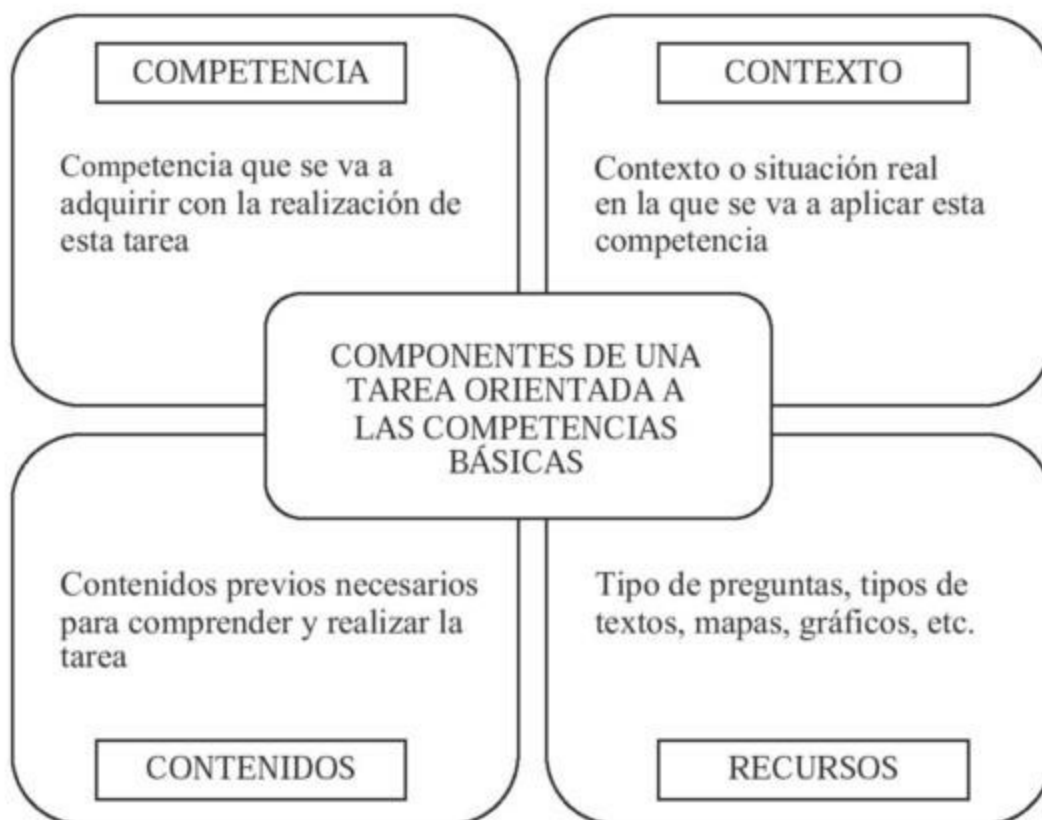 COMPETENCIA
Competencia que se va a
adquirir con la realización de
esta tarea
CONTEXTO
Contexto o situación real
en la que se va a aplicar esta
competencia
COMPONENTES DE UNA
TAREA ORIENTADA A
LAS COMPETENCIAS
BÁSICAS
Contenidos previos necesarios
para comprender y realizar la
tarea
CONTENIDOS
Tipo de preguntas, tipos de
textos, mapas, gráficos, etc.
RECURSOS